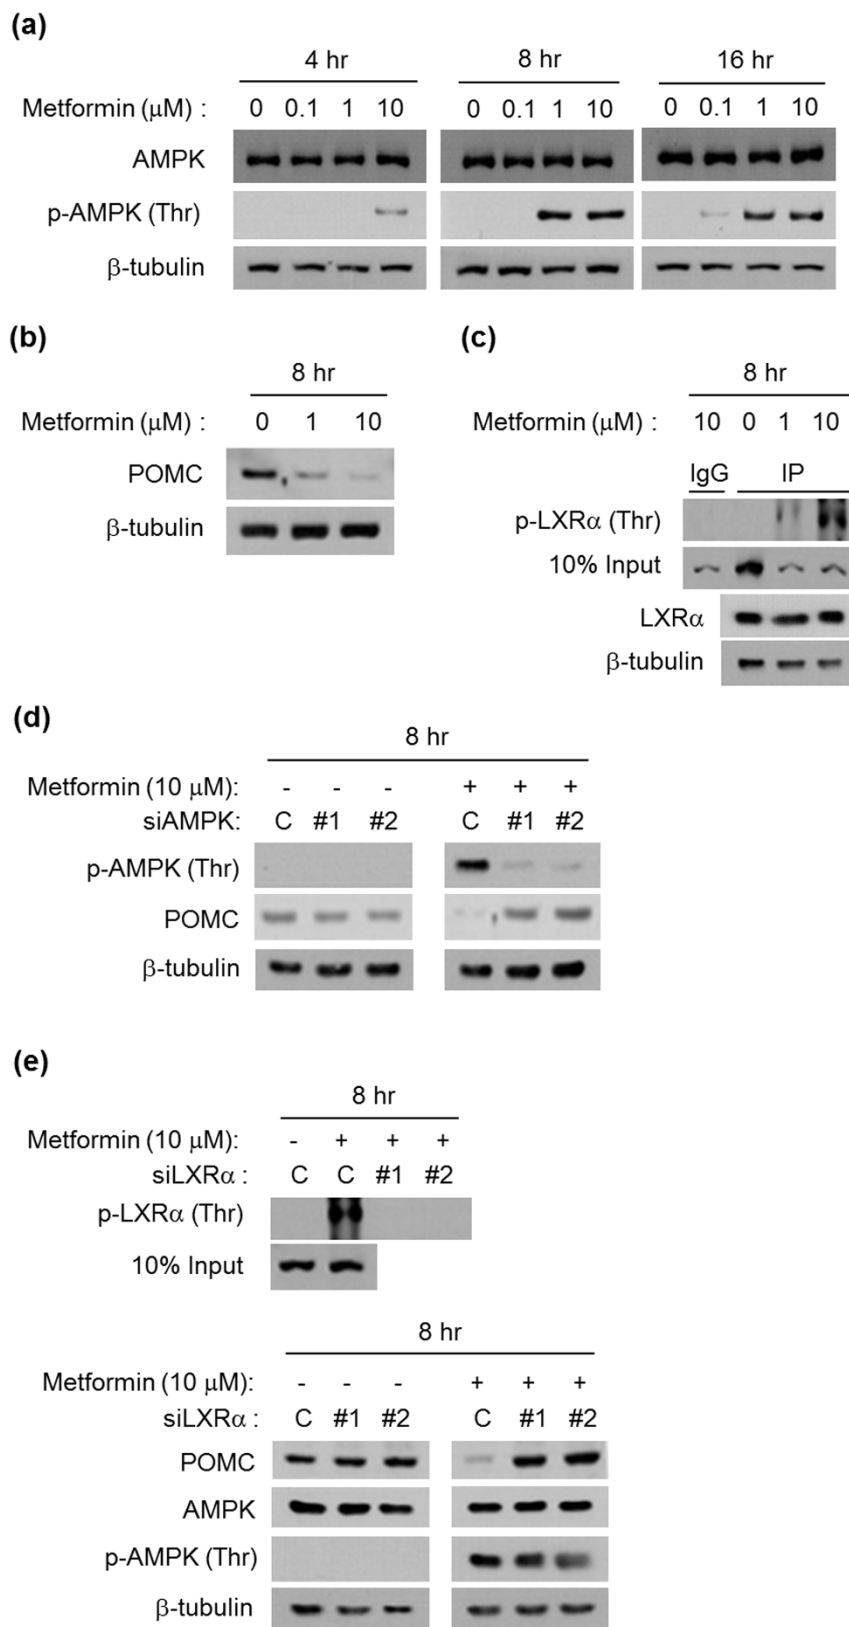 (a)
4 hr 8 hr 16 hr
Metformin (μM) : 0 0.1 1 10 0 0.1 1 10 0 0.1 1 10
AMPK
p-AMPK (Thr)
β-tubulin
(b)
8 hr
Metformin (μM) : 0 1 10
POMC
β-tubulin
(c)
8 hr
Metformin (μM) : 10 0 1 10
IgG IP
p-LXRα (Thr)
10% Input
LXRα
β-tubulin
(d)
8 hr
Metformin (10 μM): - - - + + +
siAMPK: C #1 #2 C #1 #2
p-AMPK (Thr)
POMC
β-tubulin
(e)
8 hr
Metformin (10 μM): - + + +
siLXRα : C C #1 #2
p-LXRα (Thr)
10% Input
8 hr
Metformin (10 μM): - - - + + +
siLXRα : C #1 #2 C #1 #2
POMC
AMPK
p-AMPK (Thr)
β-tubulin